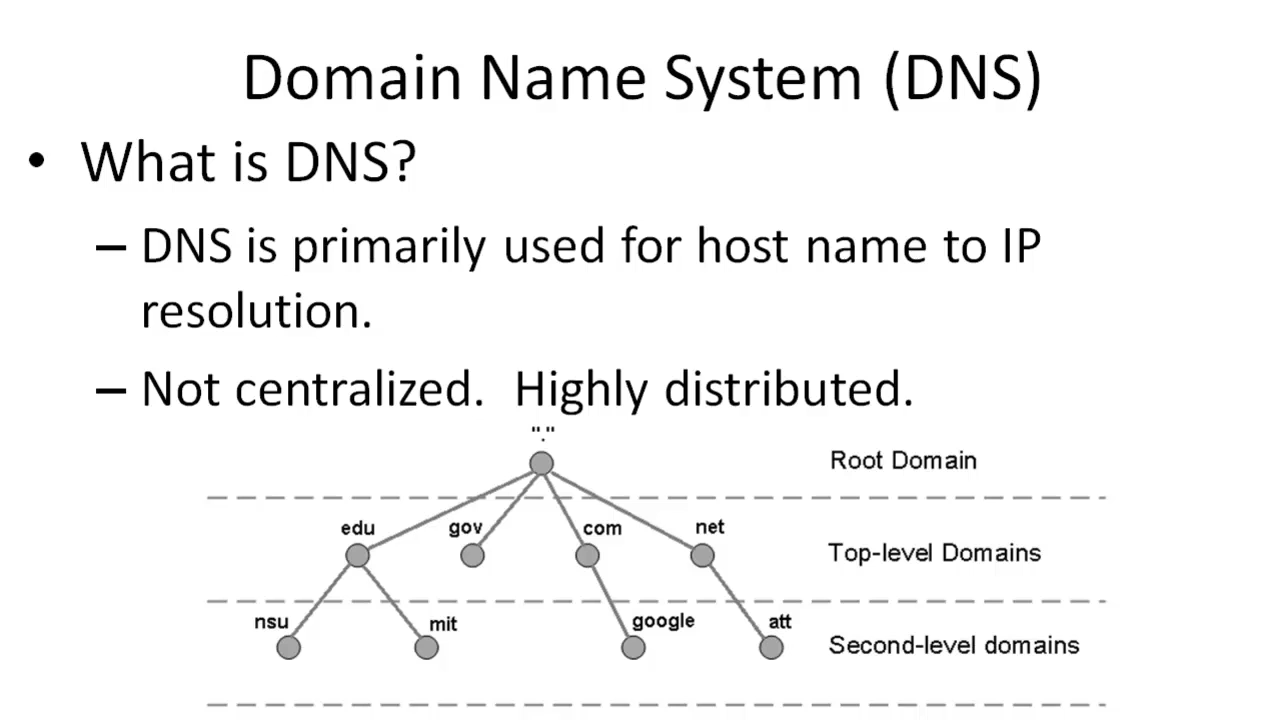 Domain Name System (DNS)
• What is DNS?
– DNS is primarily used for host name to IP
resolution.
– Not centralized.  Highly distributed.
"."
Root Domain
edu gov com net
Top-level Domains
nsu mit google att
Second-level domains